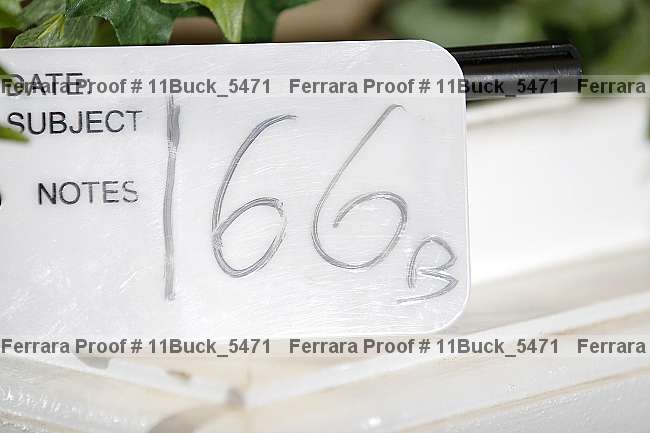 DATE:
Ferrara Proof # 11Buck_5471 Ferrara Proof # 11Buck_5471 Ferrara
SUBJECT
NOTES
166B
Ferrara Proof # 11Buck_5471 Ferrara Proof # 11Buck_5471 Ferrara